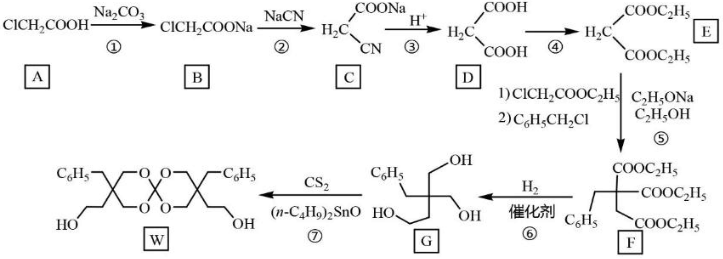 ClCH₂COOH
A
Na₂CO₃
①
ClCH₂COONa
B
NaCN
②
COONa
H₂C
CN
C
H⁺
③
COOH
H₂C
COOH
D
④
COOC₂H₅
H₂C
COOC₂H₅
E
1)ClCH₂COOC₂H₅
2)C₆H₅CH₂Cl
C₂H₅ONa
C₂H₅OH
⑤
COOC₂H₅
COOC₂H₅
C₆H₅
COOC₂H₅
F
H₂
催化剂
⑥
OH
C₆H₅
HO
OH
G
CS₂
(n-C₄H₉)₂SnO
⑦
C₆H₅
O
O
C₆H₅
O
O
HO
OH
W